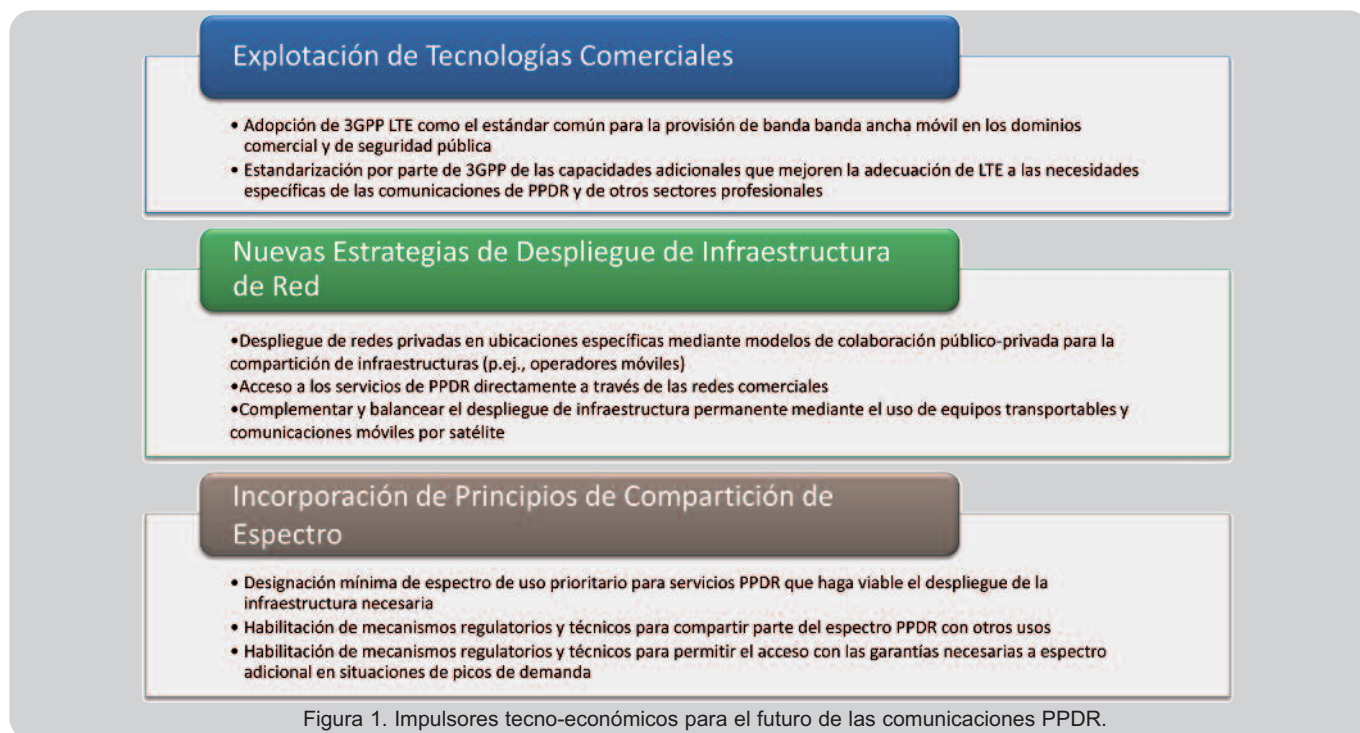 Explotación de Tecnologías Comerciales
• Adopción de 3GPP LTE como el estándar común para la provisión de banda banda ancha móvil en los dominios
comercial y de seguridad pública
• Estandarización por parte de 3GPP de las capacidades adicionales que mejoren la adecuación de LTE a las necesidades
específicas de las comunicaciones de PPDR y de otros sectores profesionales
Nuevas Estrategias de Despliegue de Infraestructura
de Red
•Despliegue de redes privadas en ubicaciones específicas mediante modelos de colaboración público-privada para la
compartición de infraestructuras (p.ej., operadores móviles)
•Acceso a los servicios de PPDR directamente a través de las redes comerciales
•Complementar y balancear el despliegue de infraestructura permanente mediante el uso de equipos transportables y
comunicaciones móviles por satélite
Incorporación de Principios de Compartición de
Espectro
• Designación mínima de espectro de uso prioritario para servicios PPDR que haga viable el despliegue de la
infraestructura necesaria
• Habilitación de mecanismos regulatorios y técnicos para compartir parte del espectro PPDR con otros usos
• Habilitación de mecanismos regulatorios y técnicos para permitir el acceso con las garantías necesarias a espectro
adicional en situaciones de picos de demanda
Figura 1. Impulsores tecno-económicos para el futuro de las comunicaciones PPDR.